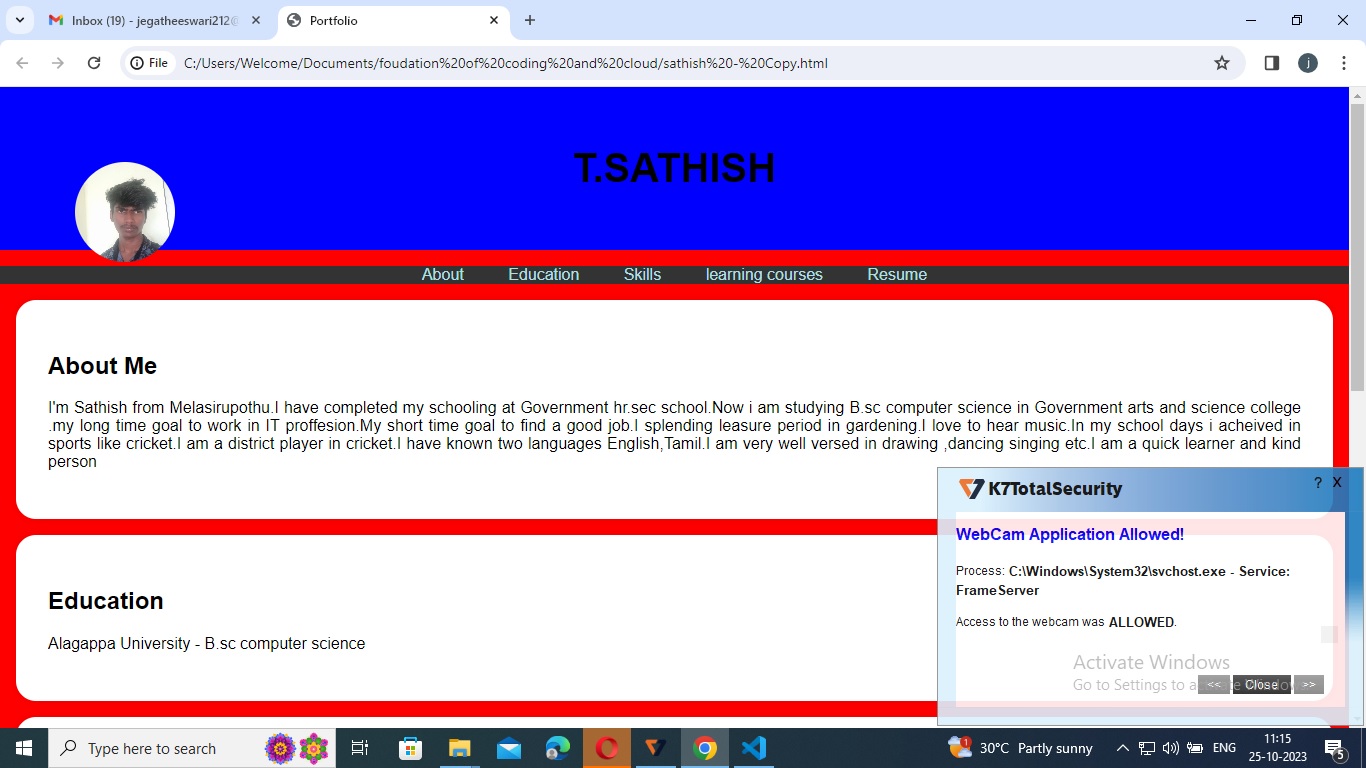 Inbox (19) - jegatheeswari212@
Portfolio
File
C:/Users/Welcome/Documents/foudation%20of%20coding%20and%20cloud/sathish%20-%20Copy.html
j
T.SATHISH
About
Education
Skills
learning courses
Resume
About Me
I'm Sathish from Melasirupothu.I have completed my schooling at Government hr.sec school.Now i am studying B.sc computer science in Government arts and science college
.my long time goal to work in IT proffesion.My short time goal to find a good job.I splending leasure period in gardening.I love to hear music.In my school days i acheived in
sports like cricket.I am a district player in cricket.I have known two languages English,Tamil.I am very well versed in drawing ,dancing singing etc.I am a quick learner and kind
person
Education
Alagappa University - B.sc computer science
K7TotalSecurity
? X
WebCam Application Allowed!
Process: C:\Windows\System32\svchost.exe - Service:
FrameServer
Access to the webcam was ALLOWED.
Activate Windows
Go to Settings to
<< Close >>
Type here to search
1
30°C Partly sunny
ENG
11:15
25-10-2023
5